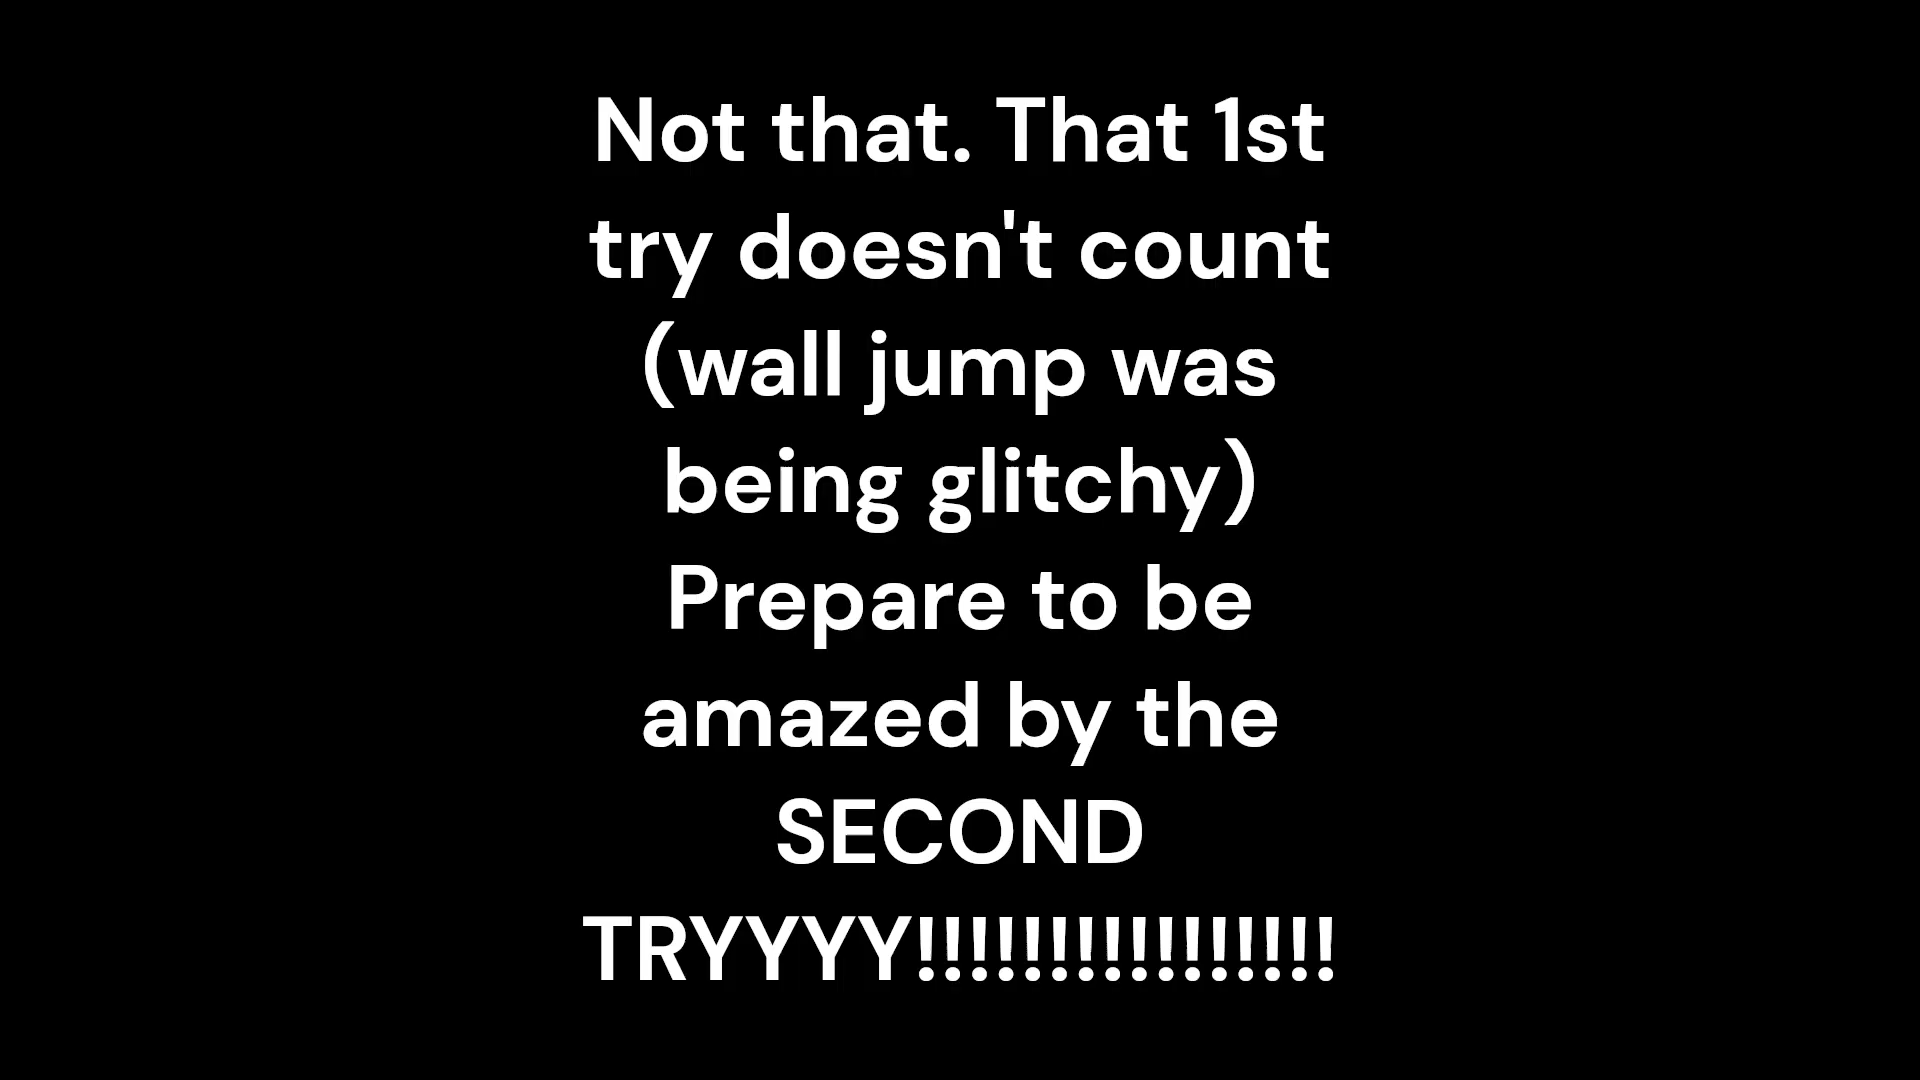 Not that. That 1st
try doesn't count
(wall jump was
being glitchy)
Prepare to be
amazed by the
SECOND
TRYYYY!!!!!!!!!!!!!!!!